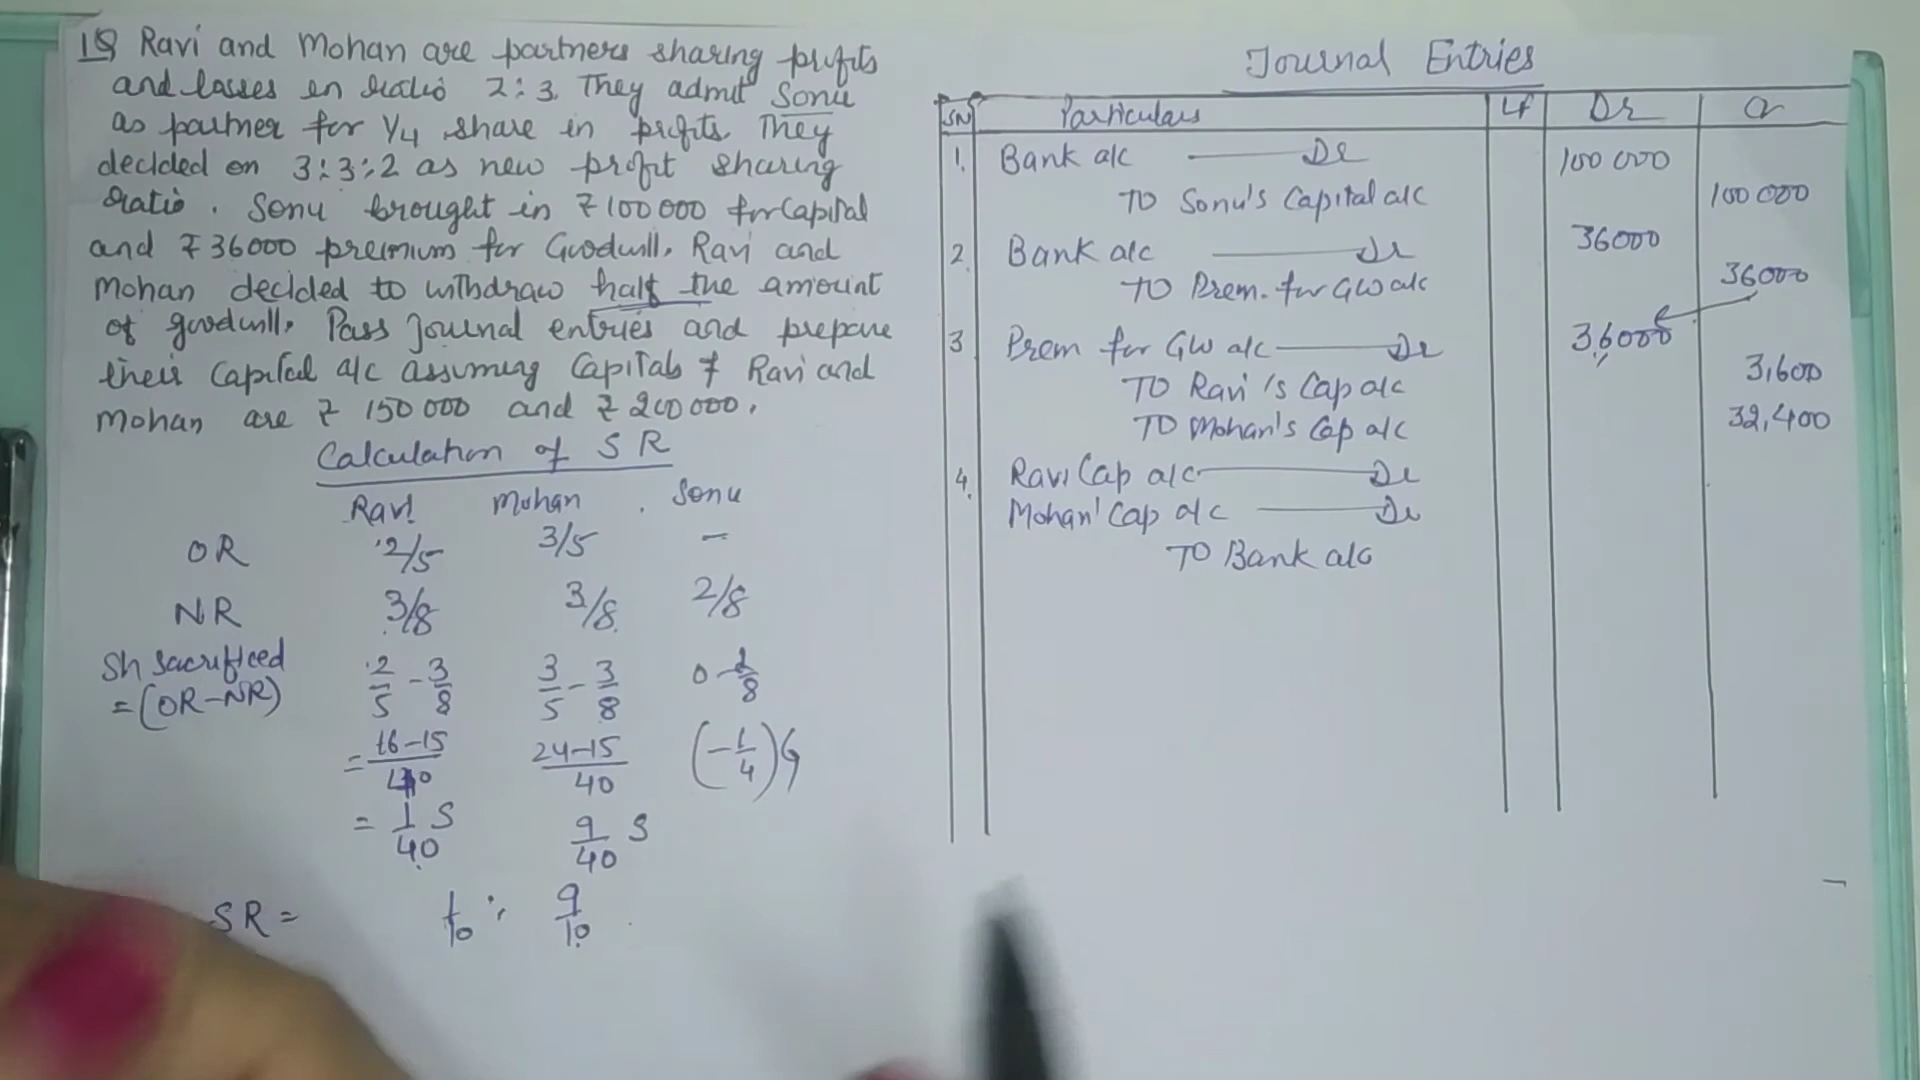 1Q Ravi and Mohan are partners sharing profits
and losses in ratio 2:3. They admit Sonu
as partner for 1/4 share in profits. They
decided on 3:3:2 as new profit sharing
ratio. Sonu brought in ₹100000 for Capital
and ₹36000 premium for Goodwill. Ravi and
Mohan decided to withdraw half the amount
of goodwill. Pass Journal entries and prepare
their Capital a/c assuming Capitals of Ravi and
Mohan are ₹ 150000 and ₹ 200000.
Calculation of SR
Ravi Mohan Sonu
OR 2/5 3/5 –
NR 3/8 3/8 2/8
Sh Sacrificed
=(OR-NR) 2/5 - 3/8 3/5 - 3/8 0 - 2/8
= 16-15/40 24-15/40 (-1/4)G
= 1/40 S 9/40 S
SR = 1/10 : 9/10
Journal Entries
SN Particulars LF Dr Cr
1. Bank a/c Dr 100000
TO Sonu's Capital a/c 100000
2. Bank a/c Dr 36000
TO Prem. for GW a/c 36000
3 Prem for GW a/c Dr 36000
TO Ravi's Cap a/c 3,600
TO Mohan's Cap a/c 32,400
4. Ravi Cap a/c Dr
Mohan' Cap a/c Dr
TO Bank a/c